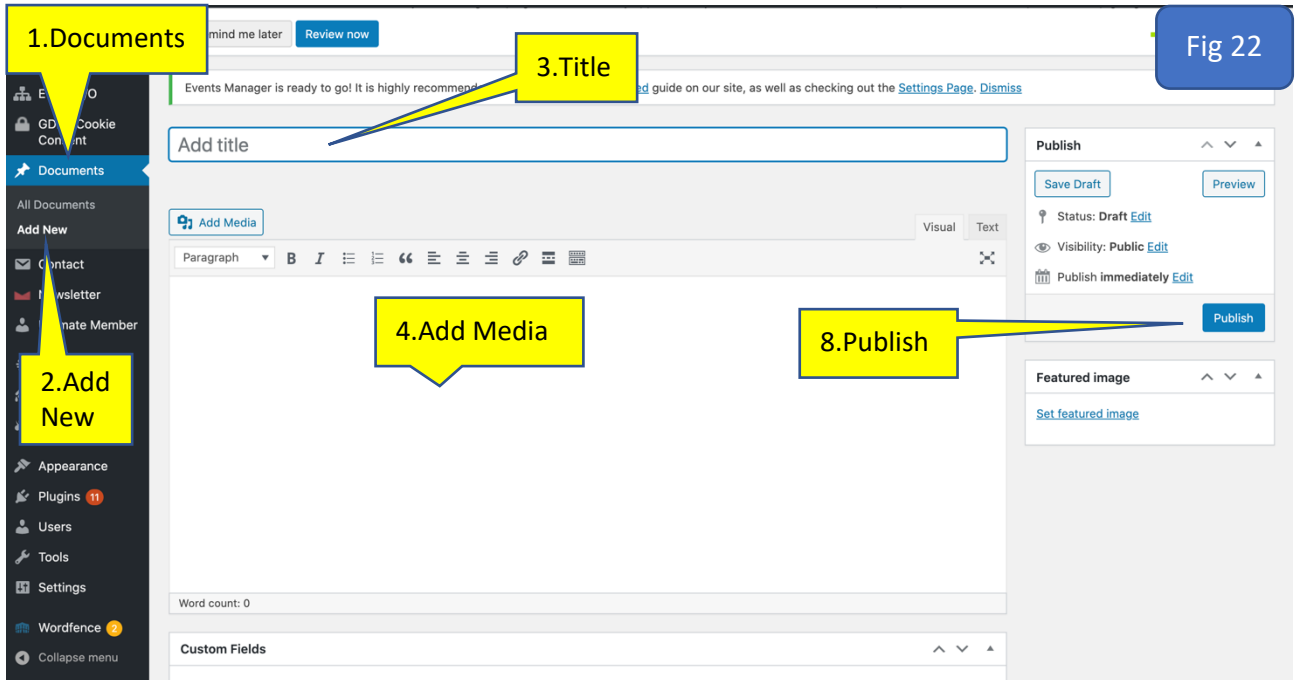 1.Documents
mind me later
Review now
3.Title
Fig 22
Events Manager is ready to go! It is highly recommend
ed guide on our site, as well as checking out the Settings Page. Dismiss
E
O
GD
Cookie
Con
nt
Documents
All Documents
Add New
Contact
Newsletter
mate Member
2.Add
New
Appearance
Plugins 11
Users
Tools
Settings
Wordfence 2
Collapse menu
Add title
Add Media
Visual
Text
Paragraph
B
I
4.Add Media
8.Publish
Word count: 0
Custom Fields
Publish
Save Draft
Preview
Status: Draft Edit
Visibility: Public Edit
Publish immediately Edit
Publish
Featured image
Set featured image